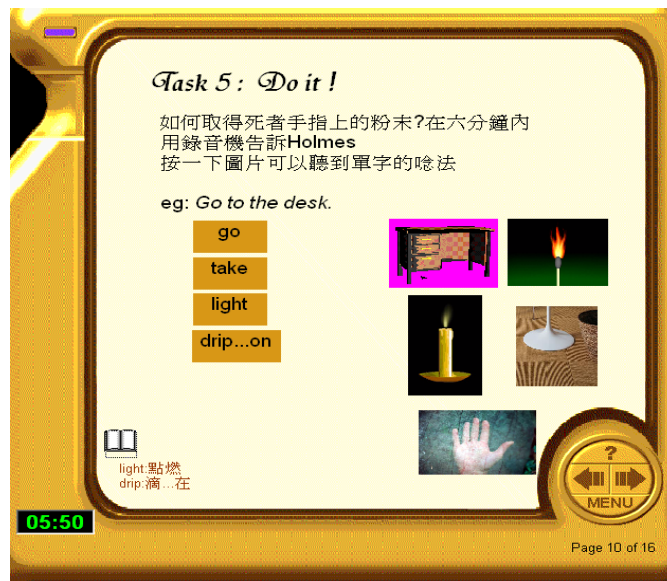 Task 5 : Do it !
如何取得死者手指上的粉末?在六分鐘內
用錄音機告訴Holmes
按一下圖片可以聽到單字的唸法
eg: Go to the desk.
go
take
light
drip...on
light:點燃
drip:滴...在
05:50
?
MENU
Page 10 of 16